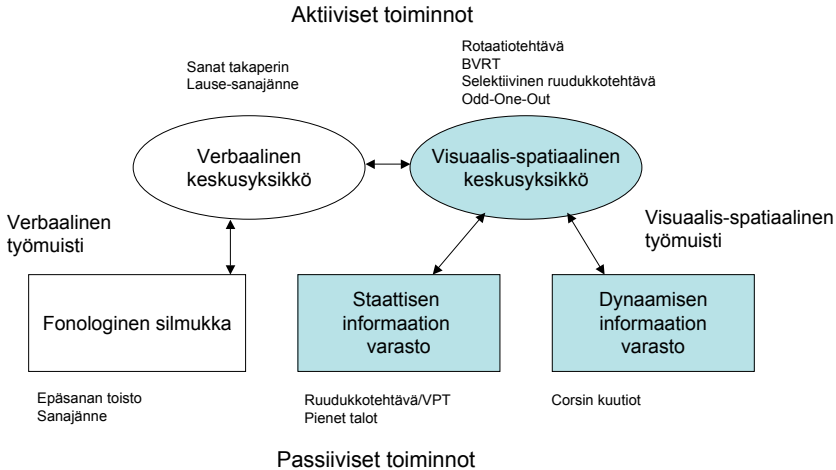 Aktiiviset toiminnot
Sanat takaperin
Lause-sanajänne
Rotaatiotehtävä
BVRT
Selektiivinen ruudukkotehtävä
Odd-One-Out
Verbaalinen
keskusyksikkö
Visuaalis-spatiaalinen
keskusyksikkö
Verbaalinen
työmuisti
Visuaalis-spatiaalinen
työmuisti
Fonologinen silmukka
Staattisen
informaation
varasto
Dynaamisen
informaation
varasto
Epäsanan toisto
Sanajänne
Ruudukkotehtävä/VPT
Pienet talot
Corsin kuutiot
Passiiviset toiminnot